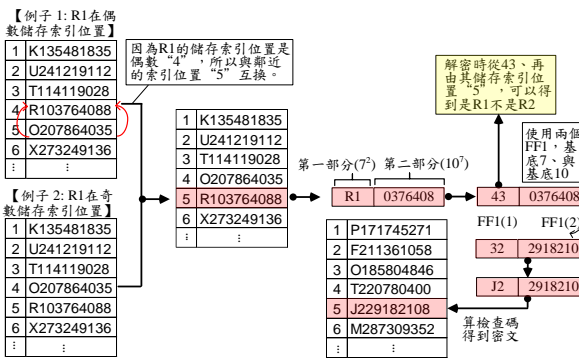 【例子 1: R1在偶
數儲存索引位置】
1 K135481835
2 U241219112
3 T114119028
4 R103764088
5 O207864035
6 X273249136
⋮ ⋮
因為R1的儲存索引位置是
偶數“4”，所以與鄰近
的索引位置“5”互換。
【例子 2: R1在奇
數儲存索引位置】
1 K135481835
2 U241219112
3 T114119028
4 O207864035
5 R103764088
6 X273249136
⋮ ⋮
1 K135481835
2 U241219112
3 T114119028
4 O207864035
5 R103764088
6 X273249136
⋮ ⋮
第一部分(7²) 第二部分(10⁷)
R1 0376408
解密時從43、再
由其儲存索引位
置“5”，可以得
到是R1不是R2
使用兩個
FF1，基
底7、與
基底10
43 0376408
FF1(1) FF1(2)
32 2918210
J2 2918210
算檢查碼
得到密文
1 P171745271
2 F211361058
3 O185804846
4 T220780400
5 J229182108
6 M287309352
⋮ ⋮